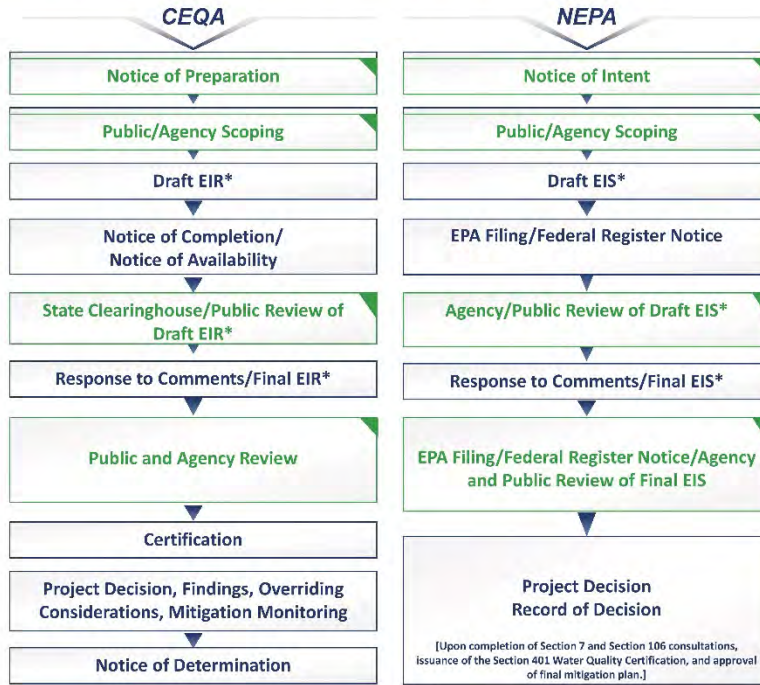 CEQA
Notice of Preparation
Public/Agency Scoping
Draft EIR*
Notice of Completion/
Notice of Availability
State Clearinghouse/Public Review of
Draft EIR*
Response to Comments/Final EIR*
Public and Agency Review
Certification
Project Decision, Findings, Overriding
Considerations, Mitigation Monitoring
Notice of Determination
NEPA
Notice of Intent
Public/Agency Scoping
Draft EIS*
EPA Filing/Federal Register Notice
Agency/Public Review of Draft EIS*
Response to Comments/Final EIS*
EPA Filing/Federal Register Notice/Agency
and Public Review of Final EIS
Project Decision
Record of Decision
[Upon completion of Section 7 and Section 106 consultations,
issuance of the Section 401 Water Quality Certification, and approval
of final mitigation plan.]